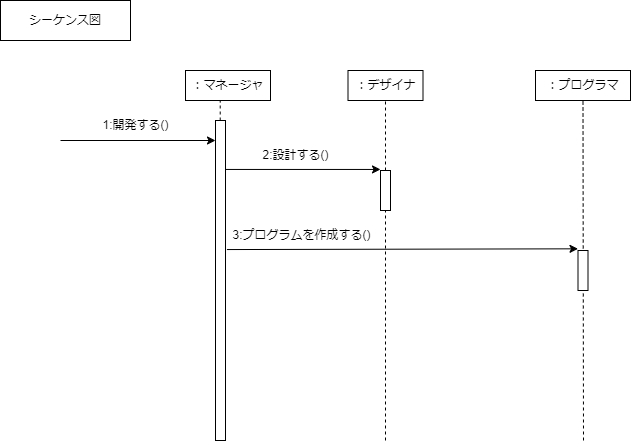 シーケンス図
：マネージャ
：デザイナ
：プログラマ
1:開発する()
2:設計する()
3:プログラムを作成する()